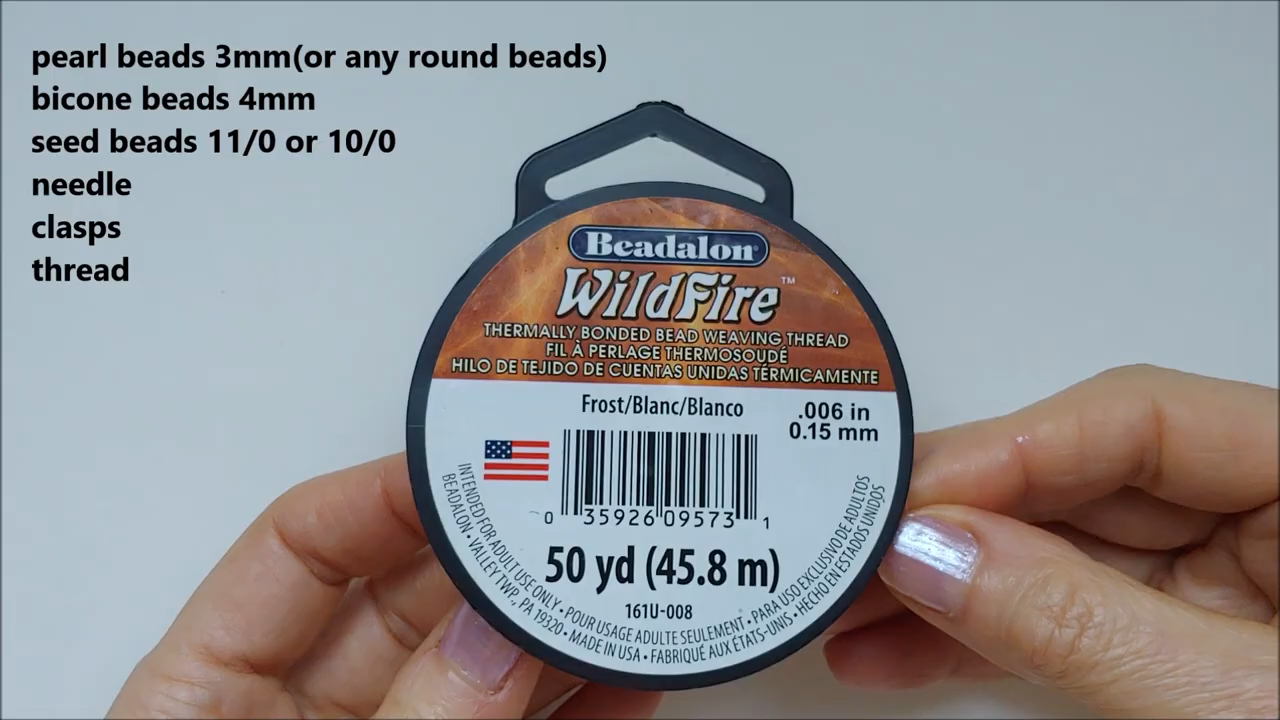 pearl beads 3mm(or any round beads)
bicone beads 4mm
seed beads 11/0 or 10/0
needle
clasps
thread
Beadalon®
WildFire™
THERMALLY BONDED BEAD WEAVING THREAD
FIL À PERLAGE THERMOSOUDÉ
HILO DE TEJIDO DE CUENTAS UNIDAS TÉRMICAMENTE
Frost/Blanc/Blanco
.006 in
0.15 mm
0 35926 09573 1
50 yd (45.8 m)
161U-008
INTENDED FOR ADULT USE ONLY • POUR USAGE ADULTE SEULEMENT • PARA USO EXCLUSIVO DE ADULTOS
BEADALON • VALLEY TWP., PA 19320 • MADE IN USA • FABRIQUÉ AUX ÉTATS-UNIS • HECHO EN ESTADOS UNIDOS